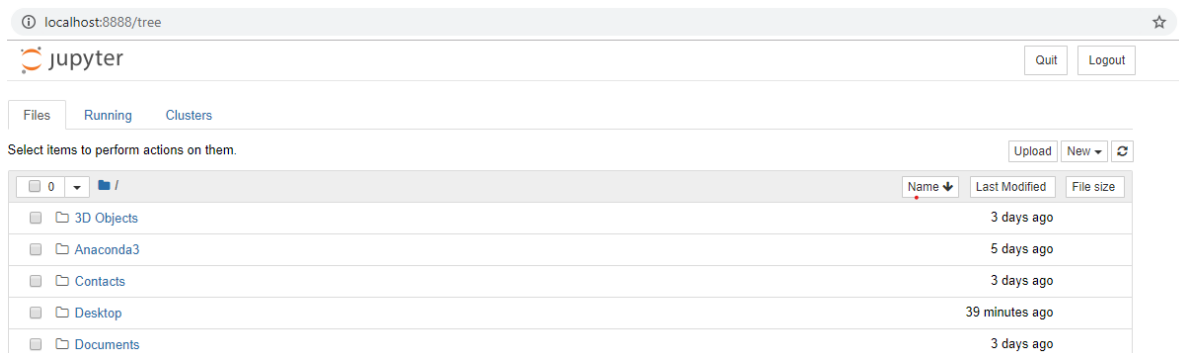 localhost:8888/tree
jupyter Quit Logout
Files Running Clusters
Select items to perform actions on them. Upload New
0 / Name Last Modified File size
3D Objects 3 days ago
Anaconda3 5 days ago
Contacts 3 days ago
Desktop 39 minutes ago
Documents 3 days ago